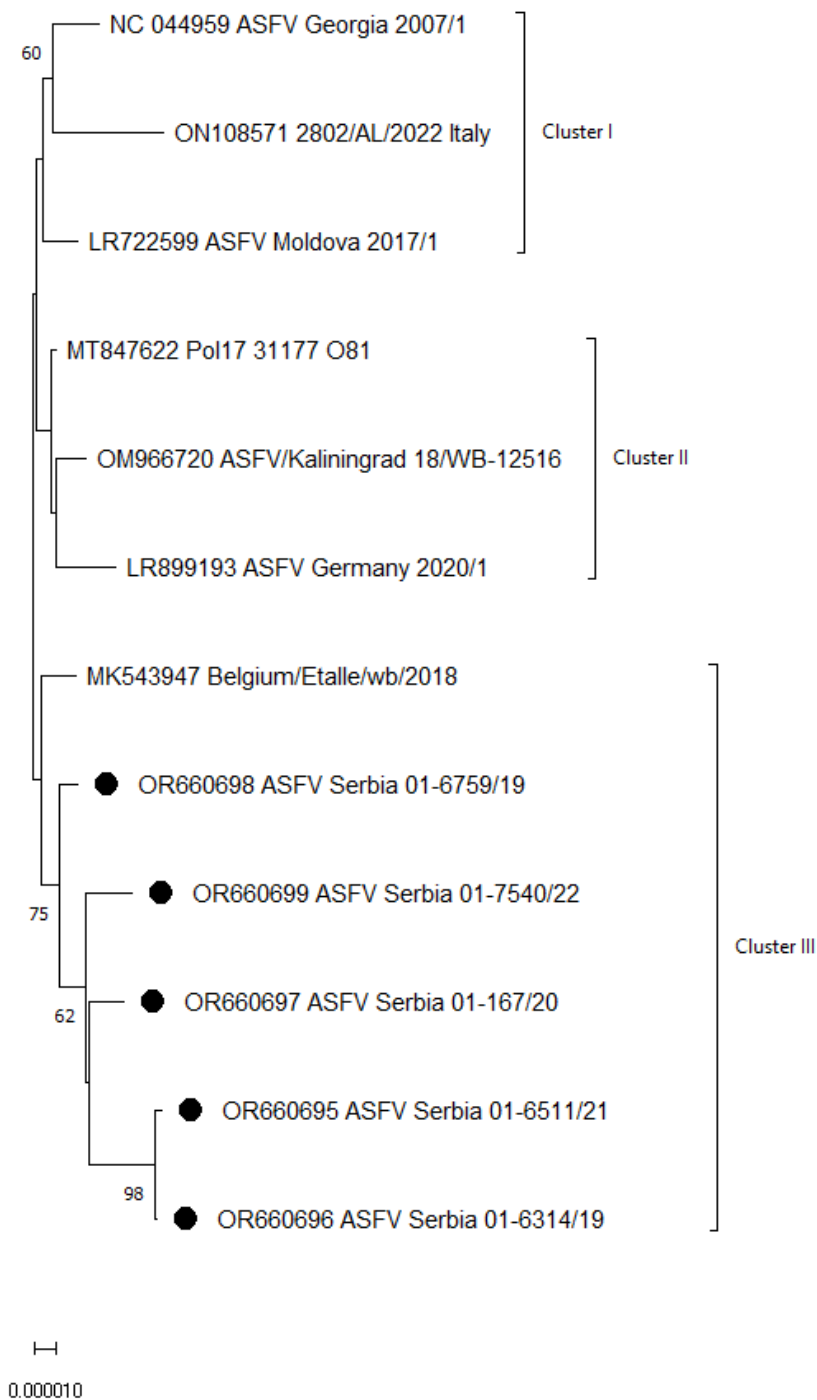 NC 044959 ASFV Georgia 2007/1
60
ON108571 2802/AL/2022 Italy
Cluster I
LR722599 ASFV Moldova 2017/1
MT847622 Pol17 31177 O81
OM966720 ASFV/Kaliningrad 18/WB-12516
Cluster II
LR899193 ASFV Germany 2020/1
MK543947 Belgium/Etalle/wb/2018
OR660698 ASFV Serbia 01-6759/19
OR660699 ASFV Serbia 01-7540/22
75
Cluster III
OR660697 ASFV Serbia 01-167/20
62
OR660695 ASFV Serbia 01-6511/21
98
OR660696 ASFV Serbia 01-6314/19
0.000010